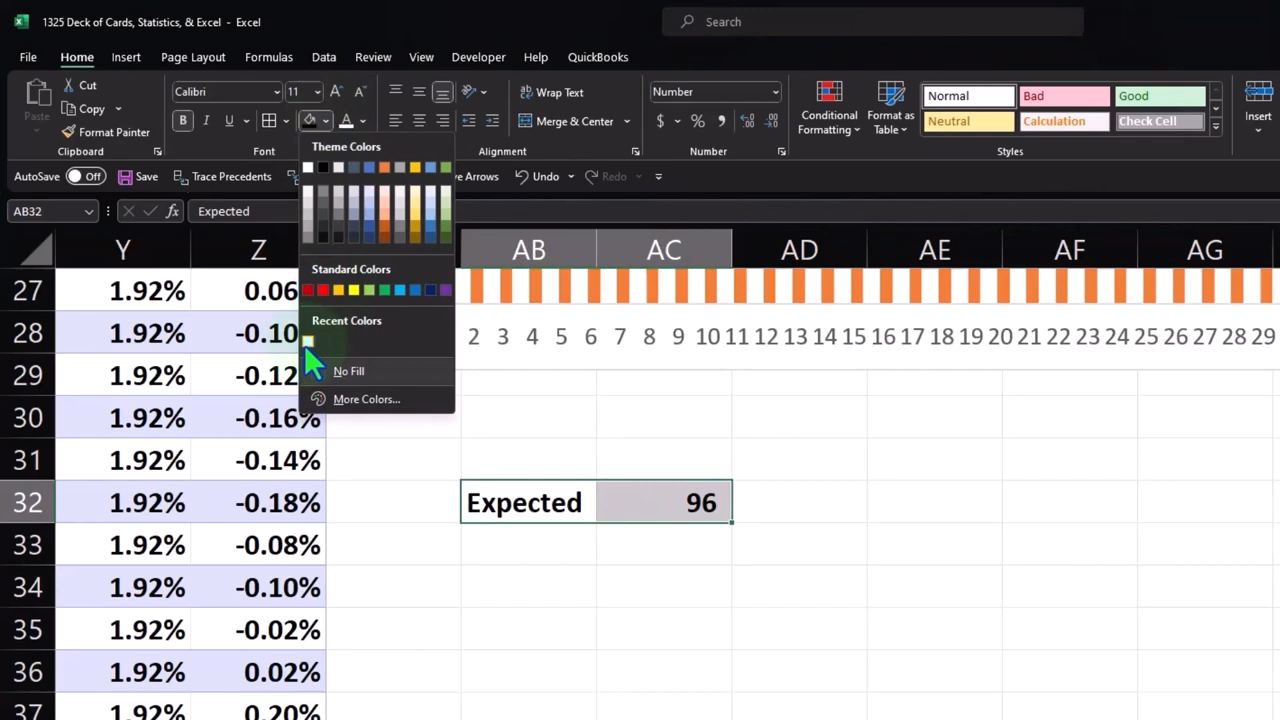 1325 Deck of Cards, Statistics, & Excel - Excel
Search
File Home Insert Page Layout Formulas Data Review View Developer Help QuickBooks
Paste
Cut
Copy
Format Painter
Clipboard
Calibri 11
B I U
Font
Wrap Text
Merge & Center
Alignment
Number
$ % 9
Number
Conditional Formatting
Format as Table
Normal Bad Good
Neutral Calculation Check Cell
Styles
Insert
AutoSave Off Save Trace Precedents Arrows Undo Redo
AB32 fx Expected
Theme Colors
Standard Colors
Recent Colors
No Fill
More Colors...
Y Z AB AC AD AE AF AG
27 1.92% 0.06
28 1.92% -0.10
2 3 4 5 6 7 8 9 10 11 12 13 14 15 16 17 18 19 20 21 22 23 24 25 26 27 28 29
29 1.92% -0.12
30 1.92% -0.16%
31 1.92% -0.14%
32 1.92% -0.18% Expected 96
33 1.92% -0.08%
34 1.92% -0.10%
35 1.92% -0.02%
36 1.92% 0.02%
37 1.92% 0.20%